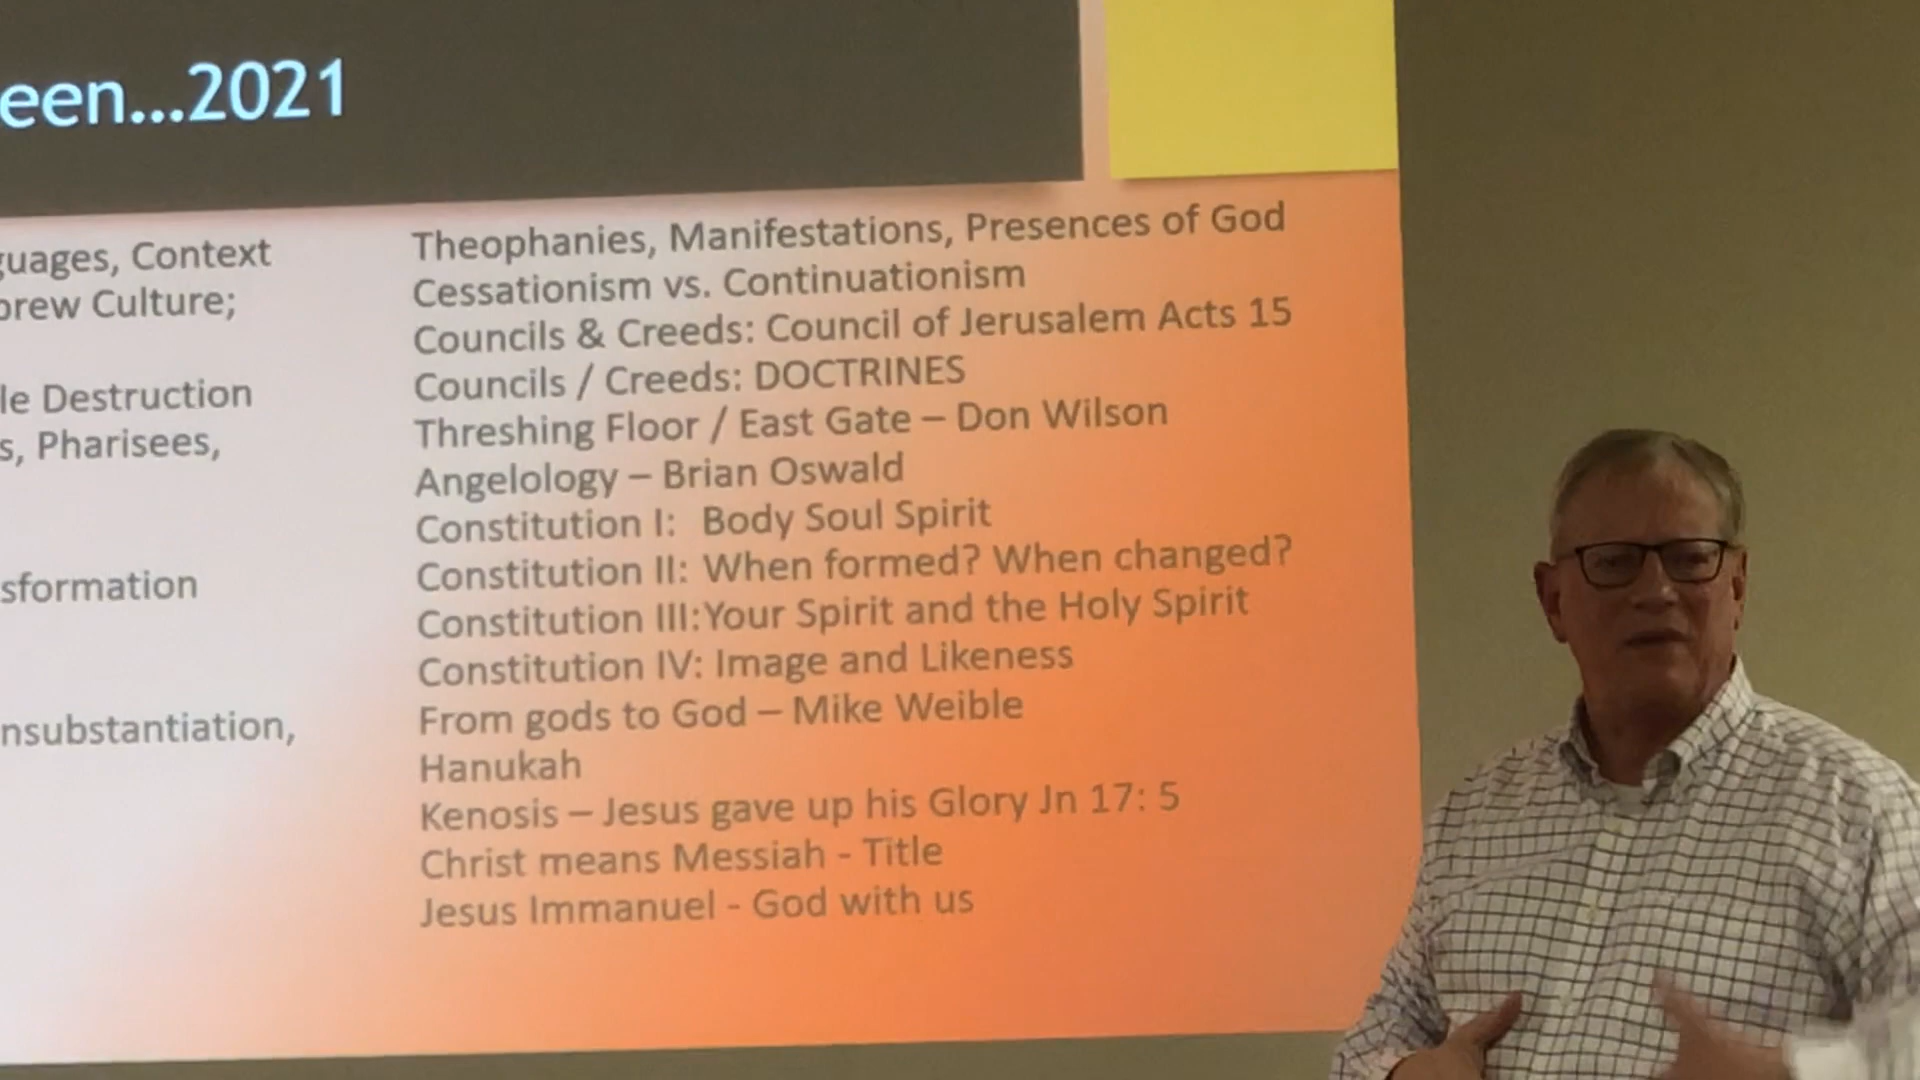 een...2021
guages, Context
brew Culture;
le Destruction
s, Pharisees,
sformation
nsubstantiation,
Theophanies, Manifestations, Presences of God
Cessationism vs. Continuationism
Councils & Creeds: Council of Jerusalem Acts 15
Councils / Creeds: DOCTRINES
Threshing Floor / East Gate – Don Wilson
Angelology – Brian Oswald
Constitution I: Body Soul Spirit
Constitution II: When formed? When changed?
Constitution III:Your Spirit and the Holy Spirit
Constitution IV: Image and Likeness
From gods to God – Mike Weible
Hanukah
Kenosis – Jesus gave up his Glory Jn 17: 5
Christ means Messiah - Title
Jesus Immanuel - God with us